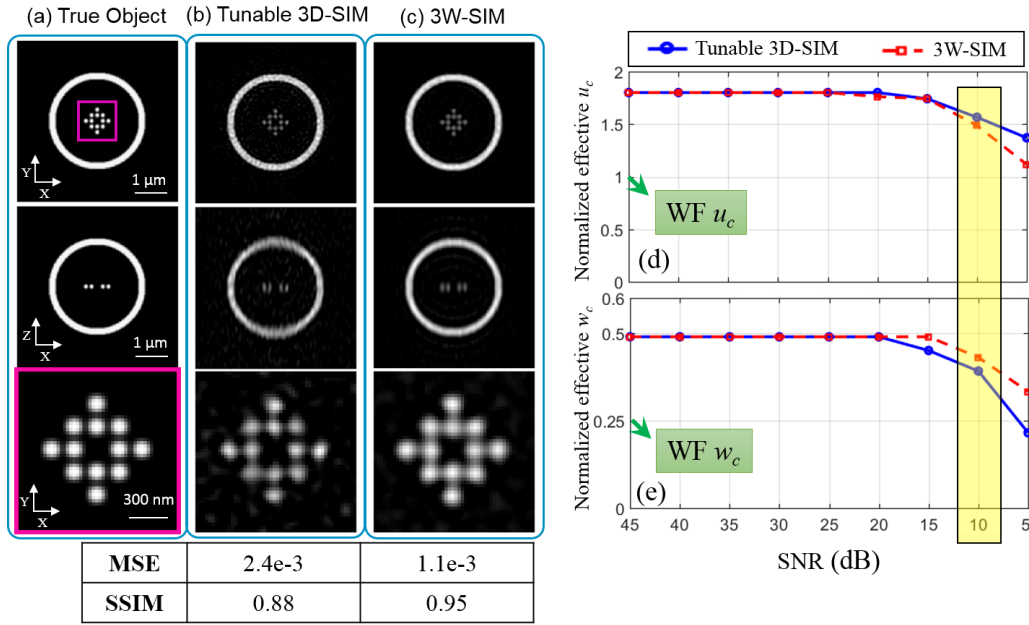 (a) True Object (b) Tunable 3D-SIM (c) 3W-SIM
Y
X
1 µm
Z
X
1 µm
Y
X
300 nm
MSE 2.4e-3 1.1e-3
SSIM 0.88 0.95
Tunable 3D-SIM 3W-SIM
Normalized effective u_c
2
1.5
1
0.5
0
WF u_c
(d)
Normalized effective w_c
0.6
0.5
0.25
0
WF w_c
(e)
45 40 35 30 25 20 15 10 5
SNR (dB)